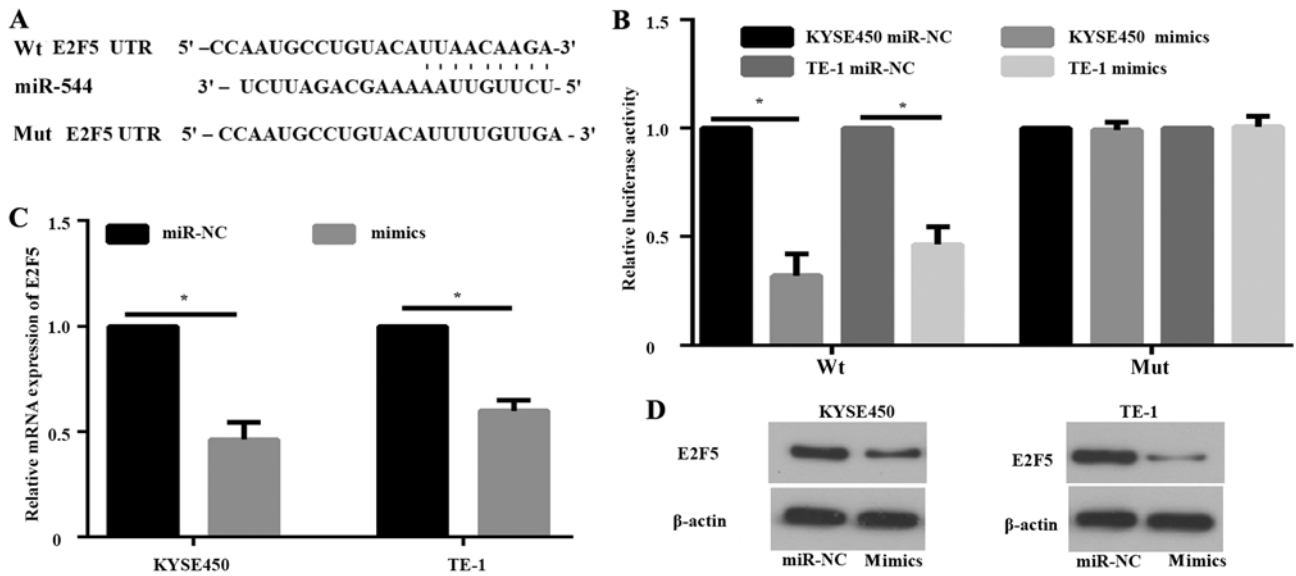 A
Wt E2F5 UTR 5' –CCAAUGCCUGUACAUUAACAAGA-3'
miR-544 3' – UCUUAGACGAAAAAUUGUUCU- 5'
Mut E2F5 UTR 5' – CCAAUGCCUGUACAUUUUGUUGA - 3'
B
Relative luciferase activity
1.5
1.0
0.5
0
KYSE450 miR-NC
KYSE450 mimics
TE-1 miR-NC
TE-1 mimics
*
*
Wt
Mut
C
Relative mRNA expression of E2F5
1.5
1.0
0.5
0
miR-NC
mimics
*
*
KYSE450
TE-1
D
KYSE450
TE-1
E2F5
E2F5
β-actin
β-actin
miR-NC Mimics
miR-NC Mimics